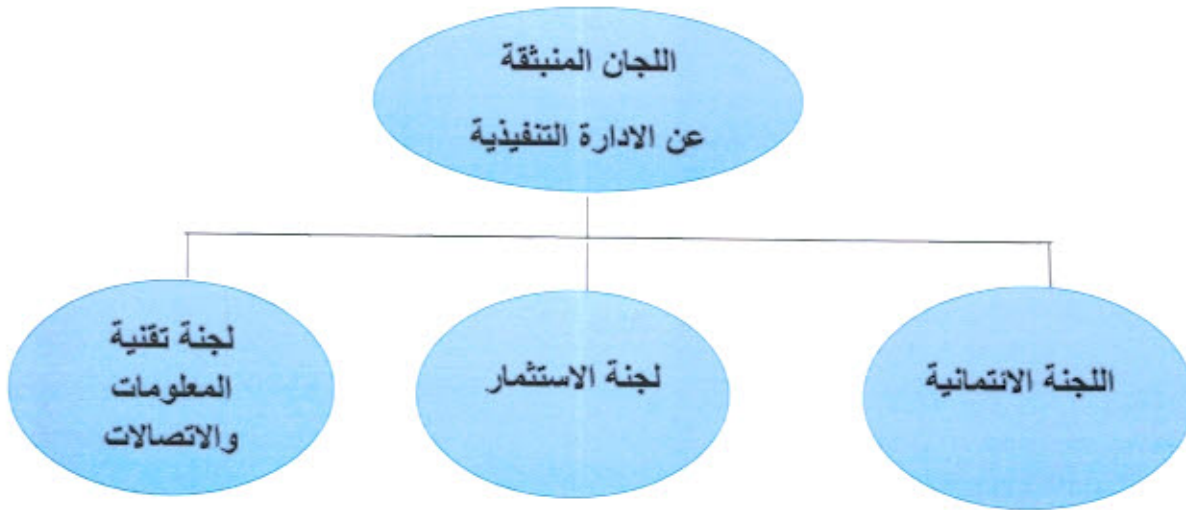 اللجان المنبثقة
عن الادارة التنفيذية
اللجنة الائتمانية
لجنة الاستثمار
لجنة تقنية
المعلومات
والاتصالات